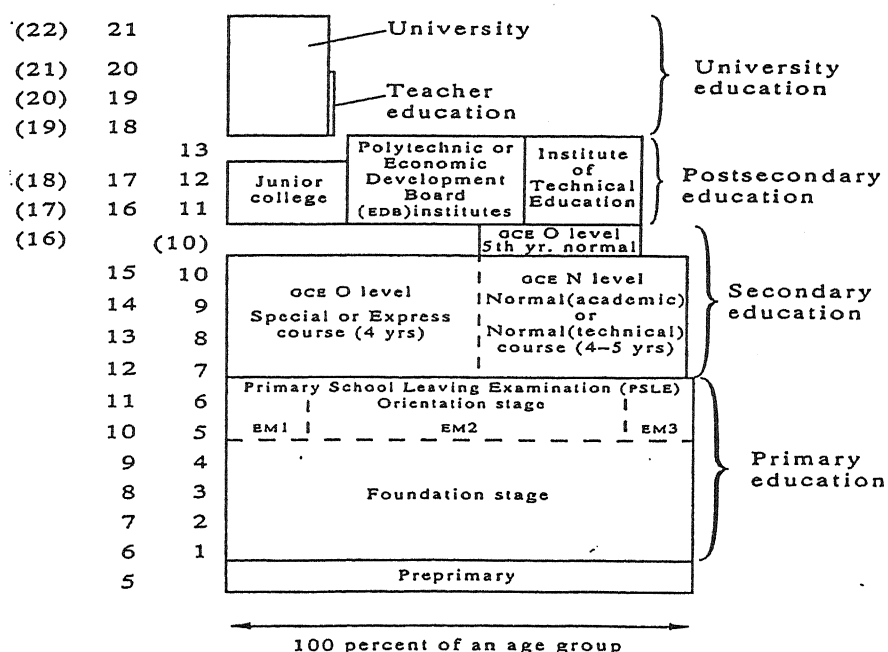 (22) 21 University
(21) 20 University
education
(20) 19 Teacher
education
(19) 18
13 Polytechnic or
Economic
Development
Board
(EDB)institutes
Institute
of
Technical
Education
Postsecondary
education
(18) 17 12 Junior
college
(17) 16 11
(16) (10) GCE O level
5th yr. normal
15 10 GCE O level
Special or Express
course (4 yrs)
GCE N level
Normal(academic)
or
Normal(technical)
course (4–5 yrs)
Secondary
education
14 9
13 8
12 7
Primary School Leaving Examination (PSLE)
11 6 Orientation stage
10 5 EM1 EM2 EM3
9 4 Primary
education
8 3 Foundation stage
7 2
6 1
5 Preprimary
100 percent of an age group